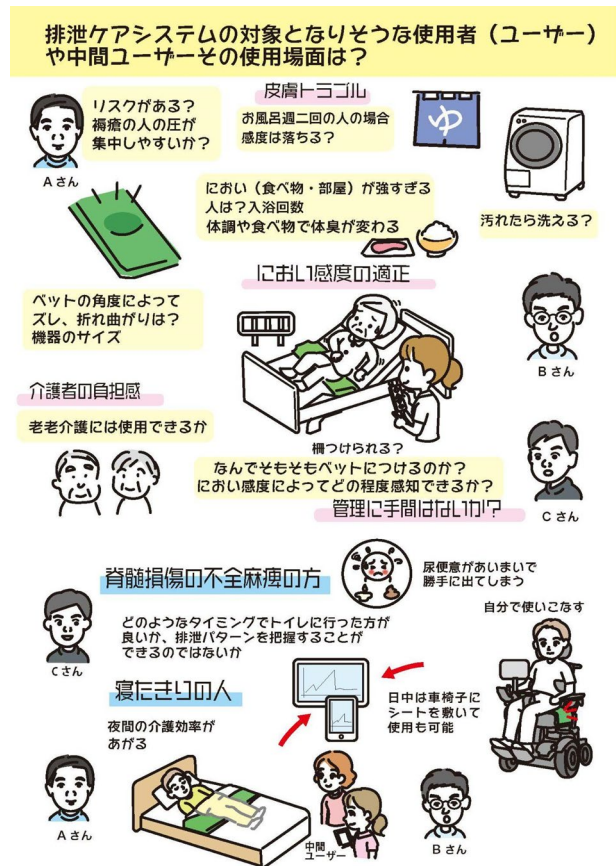 排泄ケアシステムの対象となりそうな使用者（ユーザー）
や中間ユーザーその使用場面は？
リスクがある？
褥瘡の人の圧が
集中しやすいか？
Aさん
皮膚トラブル
お風呂週二回の人の場合
感度は落ちる？
ゆ
汚れたら洗える？
におい（食べ物・部屋）が強すぎる
人は？入浴回数
体調や食べ物で体臭が変わる
におい感度の適正
ベットの角度によって
ズレ、折れ曲がりは？
機器のサイズ
Bさん
介護者の負担感
老老介護には使用できるか
柵つけられる？
なんでそもそもベットにつけるのか？
におい感度によってどの程度感知できるか？
管理に手間はないか!?
Cさん
脊髄損傷の不全麻痺の方
尿便意があいまいで
勝手に出てしまう
どのようなタイミングでトイレに行った方が
良いか、排泄パターンを把握することが
できるのではないか
Cさん
自分で使いこなす
寝たきりの人
夜間の介護効率が
あがる
日中は車椅子に
シートを敷いて
使用も可能
Aさん
中間
ユーザー
Bさん